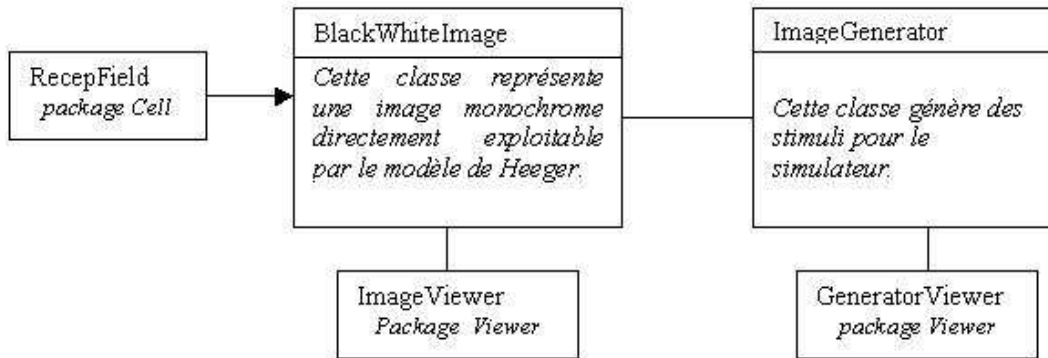 BlackWhiteImage
Cette classe représente
une image monochrome
directement exploitable
par le modèle de Heeger.
ImageGenerator
Cette classe génère des
stimuli pour le
simulateur.
RecepField
package Cell
ImageViewer
Package Viewer
GeneratorViewer
package Viewer